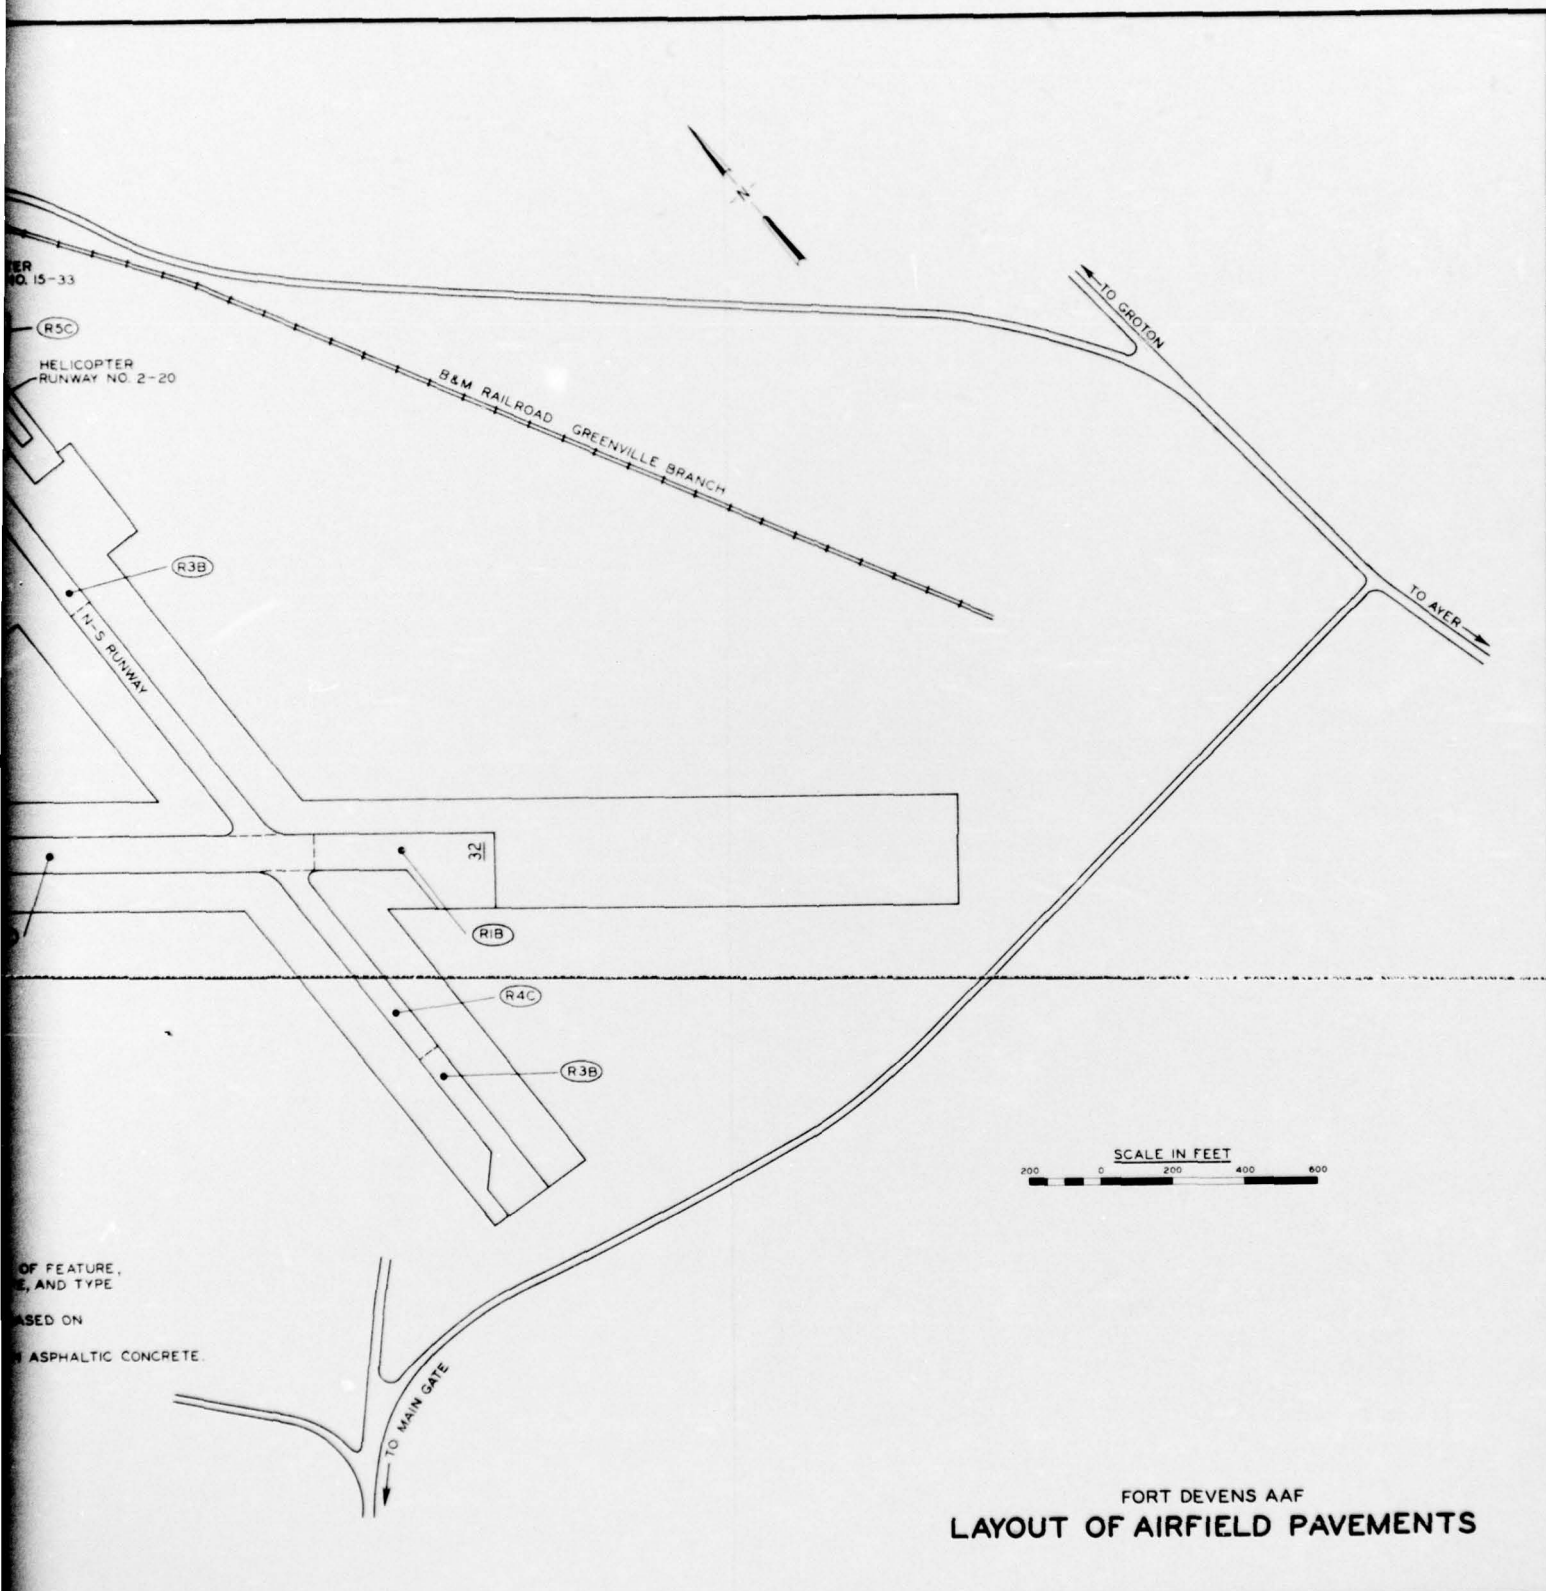 N
TO GROTON
NO. 15-33
R5C
HELICOPTER
RUNWAY NO. 2-20
B&M RAILROAD GREENVILLE BRANCH
R3B
N-S RUNWAY
TO AYER
32
R1B
R4C
R3B
SCALE IN FEET
200 0 200 400 600
OF FEATURE,
AND TYPE
ASED ON
ASPHALTIC CONCRETE.
TO MAIN GATE
FORT DEVENS AAF
LAYOUT OF AIRFIELD PAVEMENTS